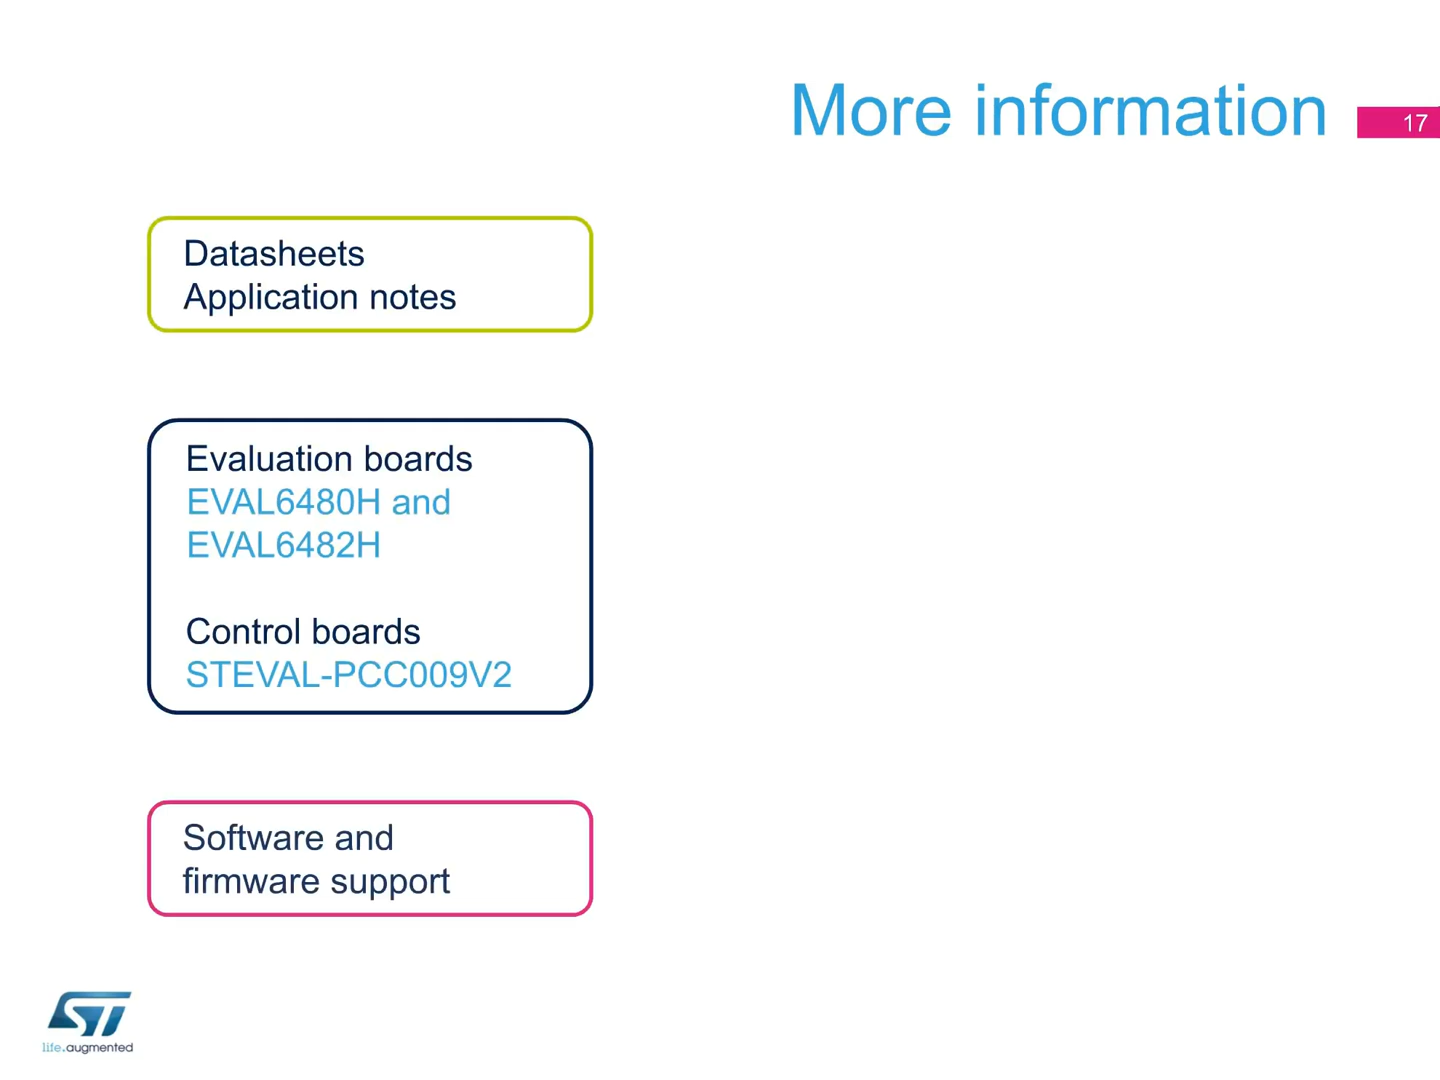 More information
17
Datasheets
Application notes
Evaluation boards
EVAL6480H and
EVAL6482H
Control boards
STEVAL-PCC009V2
Software and
firmware support
ST
life.augmented